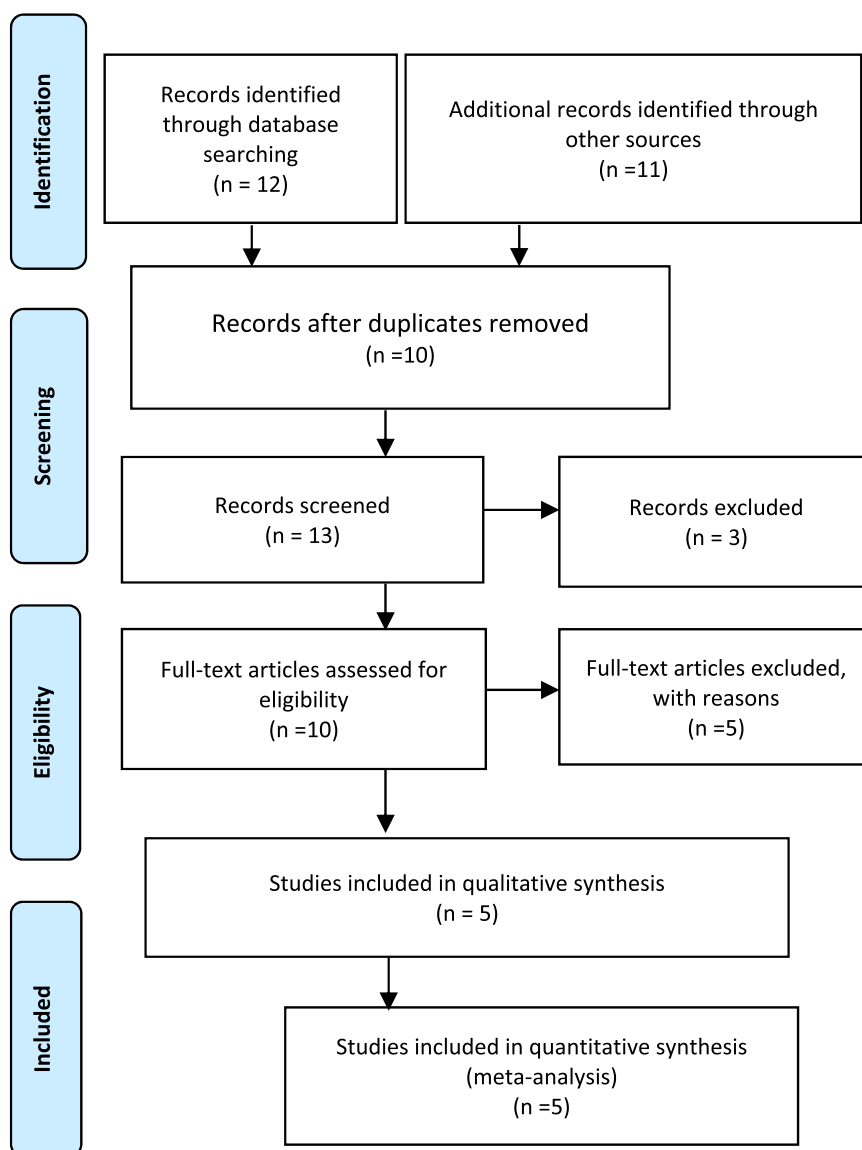 Identification
Records identified
through database
searching
(n = 12)
Additional records identified through
other sources
(n =11)
Records after duplicates removed
(n =10)
Screening
Records screened
(n = 13)
Records excluded
(n = 3)
Eligibility
Full-text articles assessed for
eligibility
(n =10)
Full-text articles excluded,
with reasons
(n =5)
Studies included in qualitative synthesis
(n = 5)
Included
Studies included in quantitative synthesis
(meta-analysis)
(n =5)